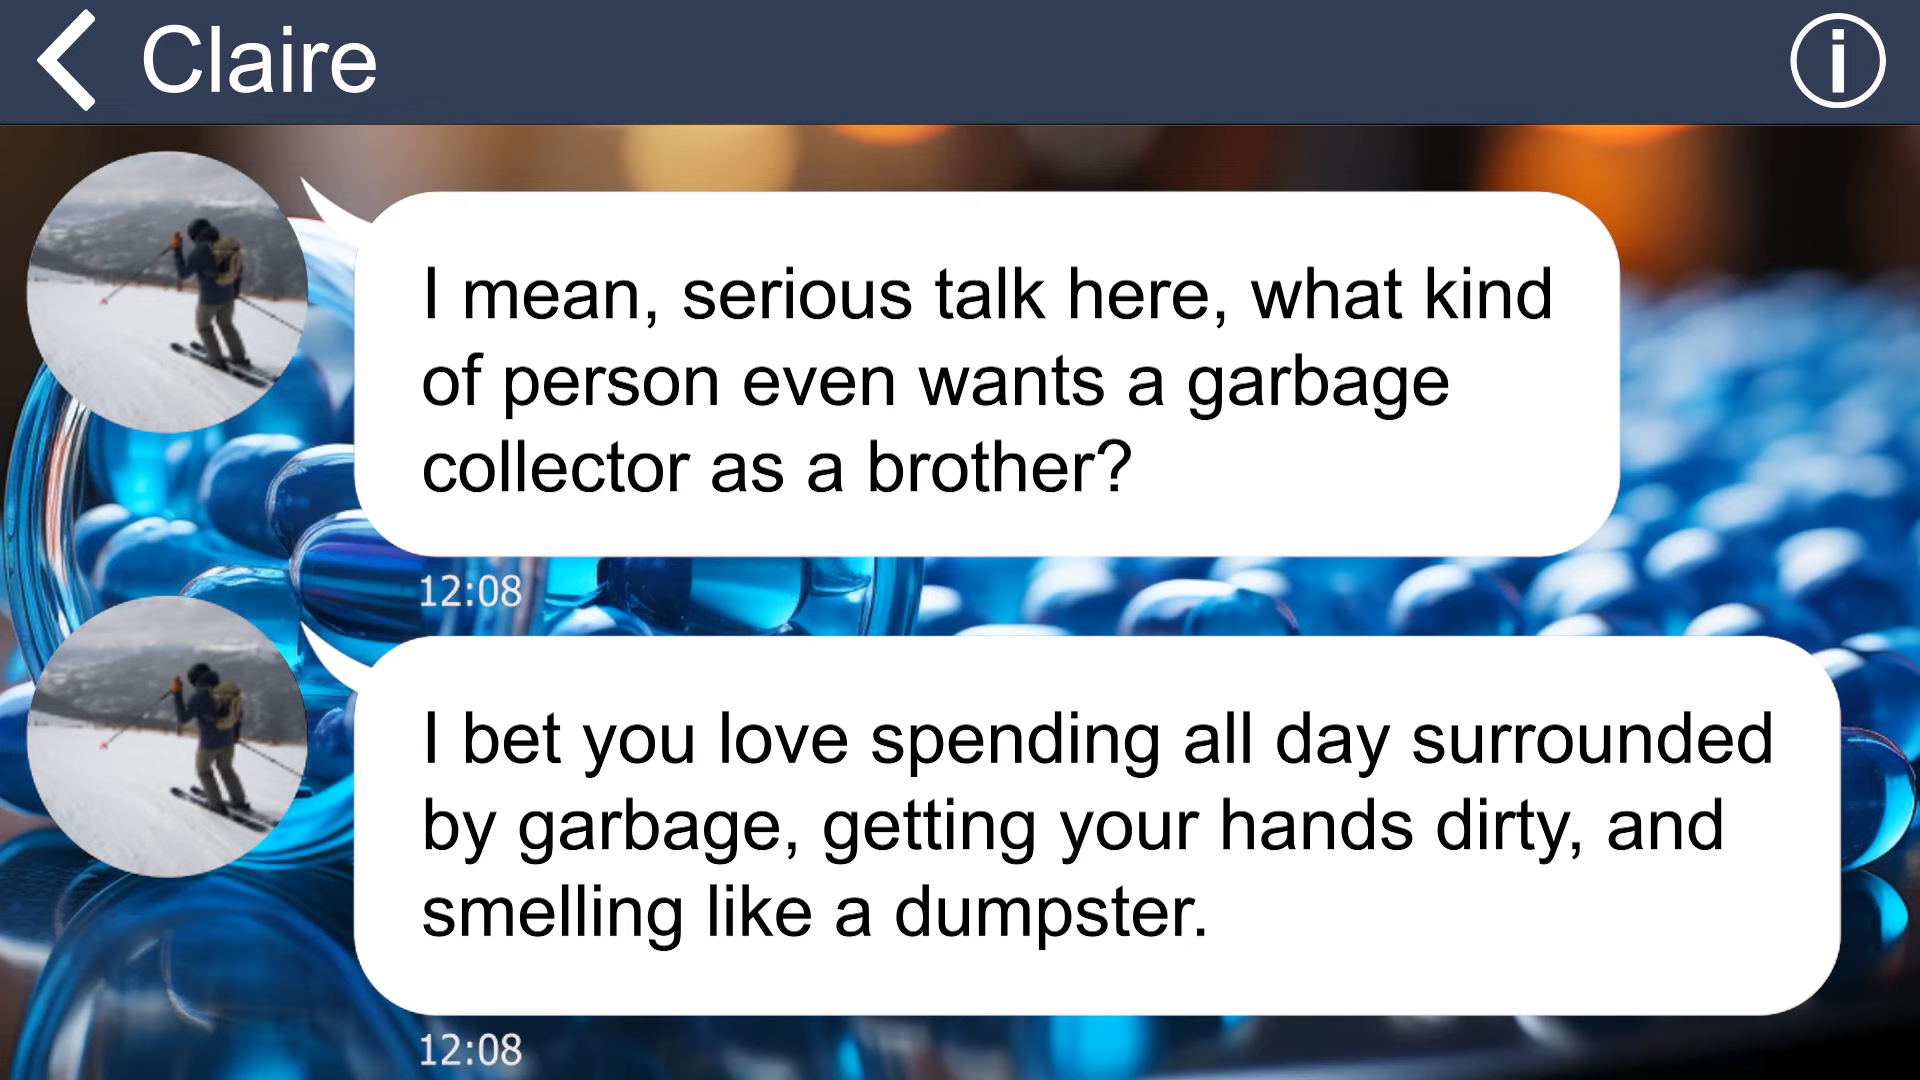 Claire
I mean, serious talk here, what kind
of person even wants a garbage
collector as a brother?
12:08
I bet you love spending all day surrounded
by garbage, getting your hands dirty, and
smelling like a dumpster.
12:08